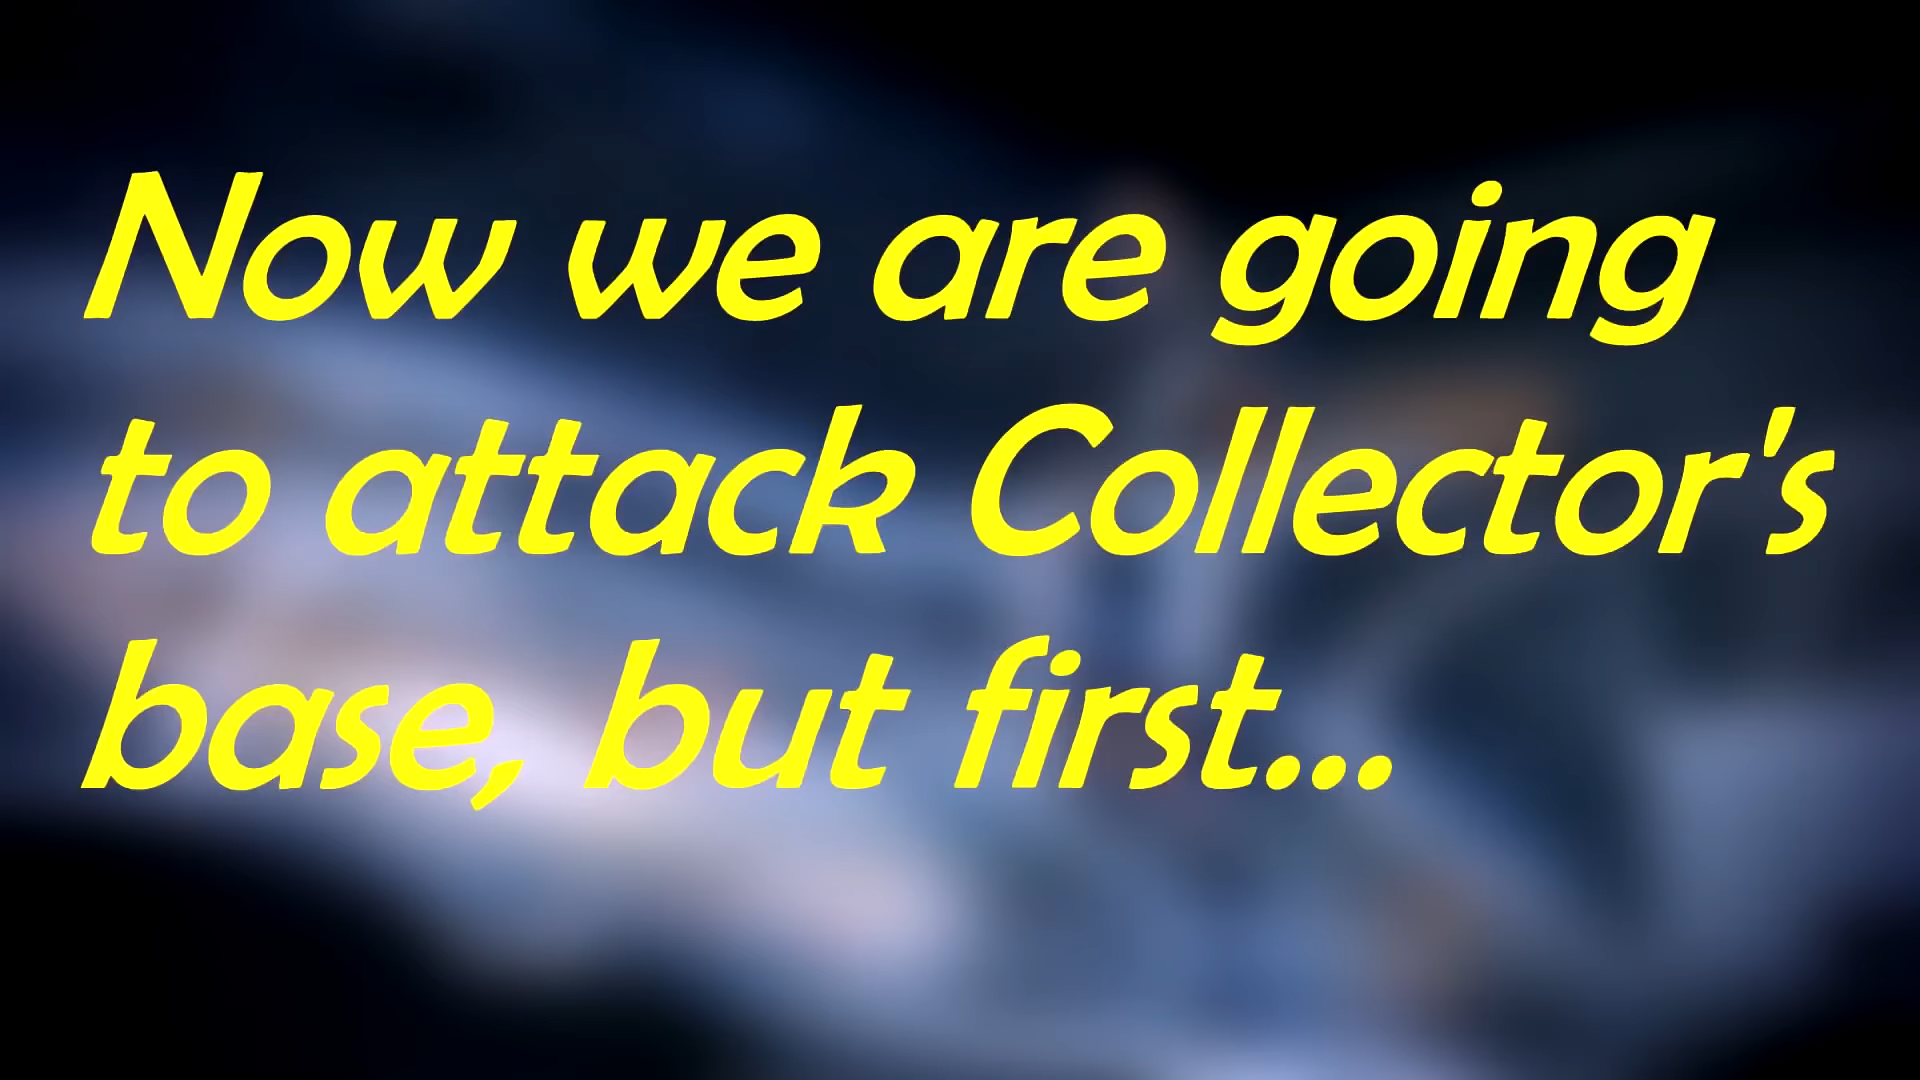 Now we are going
to attack Collector's
base, but first...